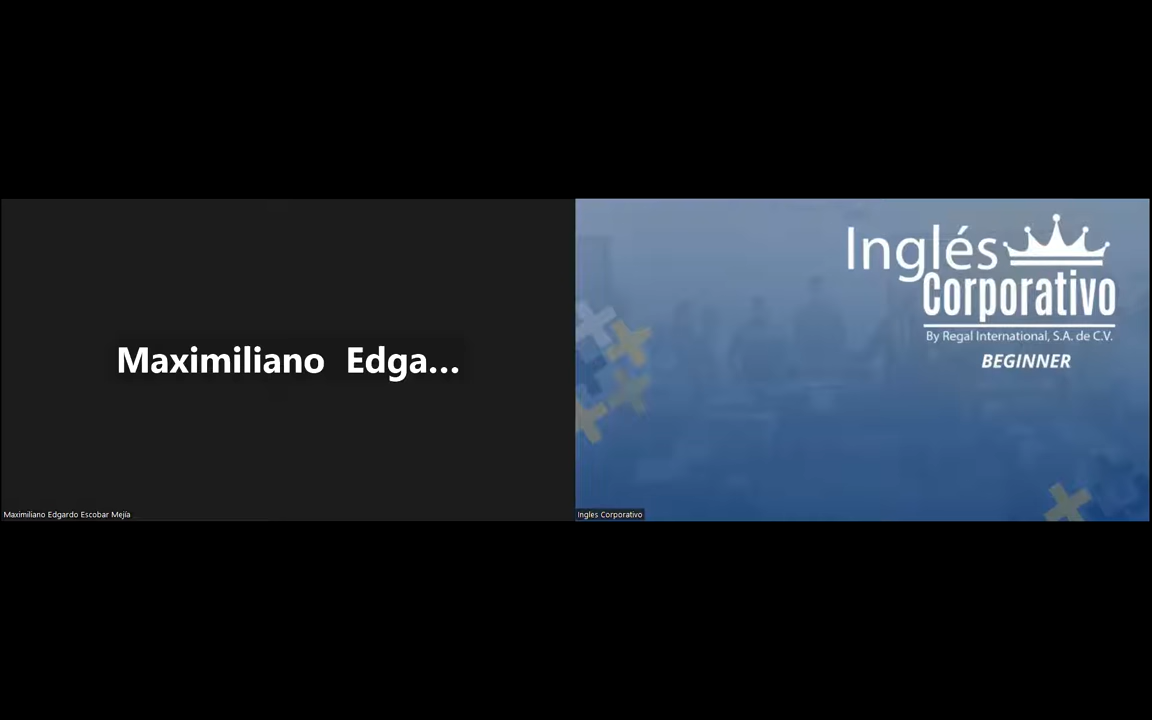 Maximiliano Edga...
Maximiliano Edgardo Escobar Mejía
Inglés
Corporativo
By Regal International, S.A. de C.V.
BEGINNER
Ingles Corporativo